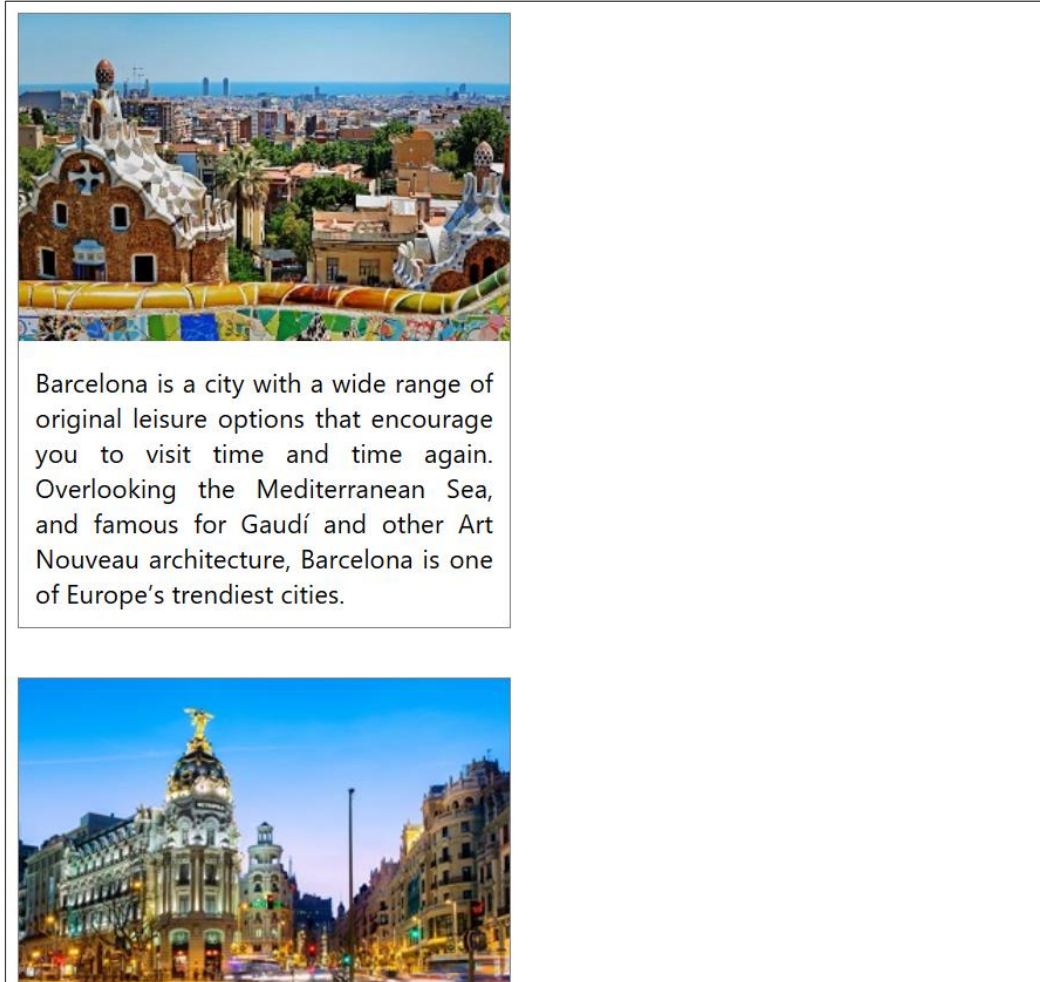 Barcelona is a city with a wide range of
original leisure options that encourage
you to visit time and time again.
Overlooking the Mediterranean Sea,
and famous for Gaudí and other Art
Nouveau architecture, Barcelona is one
of Europe’s trendiest cities.
METROPOLIS